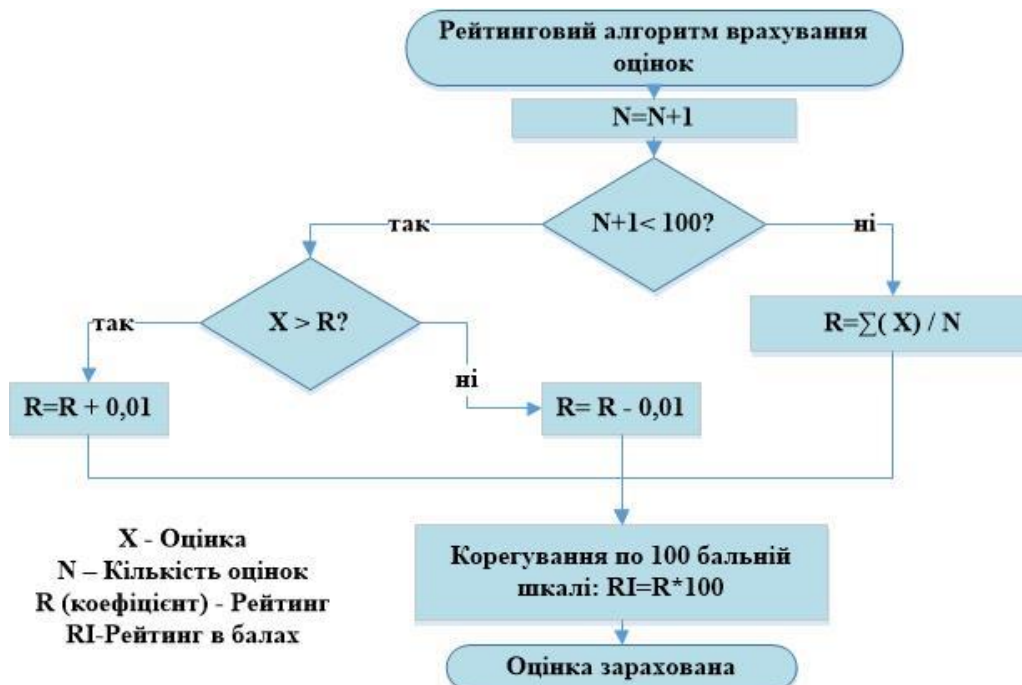 Рейтинговий алгоритм врахування
оцінок
N=N+1
N+1< 100?
так
ні
X > R?
R=∑( X) / N
так
ні
R=R + 0,01
R= R - 0,01
X - Оцінка
N – Кількість оцінок
R (коефіцієнт) - Рейтинг
RI-Рейтинг в балах
Корегування по 100 бальній
шкалі: RI=R*100
Оцінка зарахована